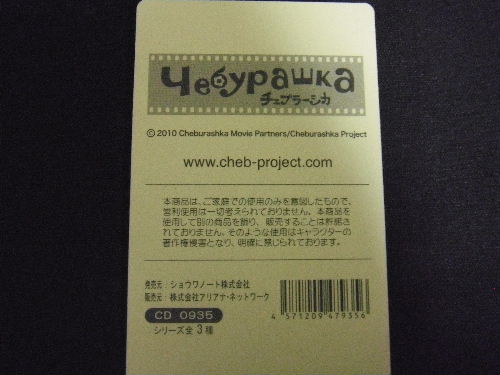 Чебурашка
チェブラーシカ
© 2010 Cheburashka Movie Partners/Cheburashka Project
www.cheb-project.com
本商品は、ご家庭での使用のみを意図したもので、
営利使用は一切考えられておりません。本商品を
使用して別の商品を飾り、販売することは許諾さ
れておりません。そのような使用はキャラクターの
著作権侵害となり、明確に禁じられております。
発売元：ショウワノート株式会社
販売元：株式会社アリアナ・ネットワーク
CD 0935
シリーズ全3種
4 571209 479356